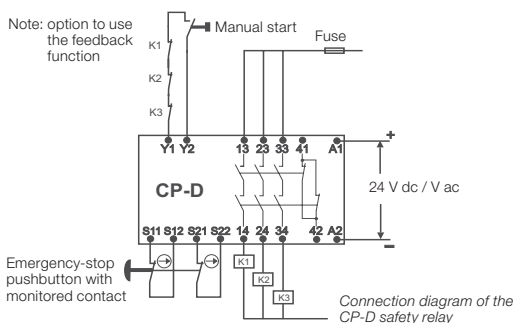 Note: option to use
the feedback
function
Manual start
Fuse
K1
K2
K3
Y1 Y2 13 23 33 41 A1
+
CP-D
24 V dc / V ac
S11 S12 S21 S22 14 24 34 42 A2
–
Emergency-stop
pushbutton with
monitored contact
K1
K2
K3
Connection diagram of the
CP-D safety relay